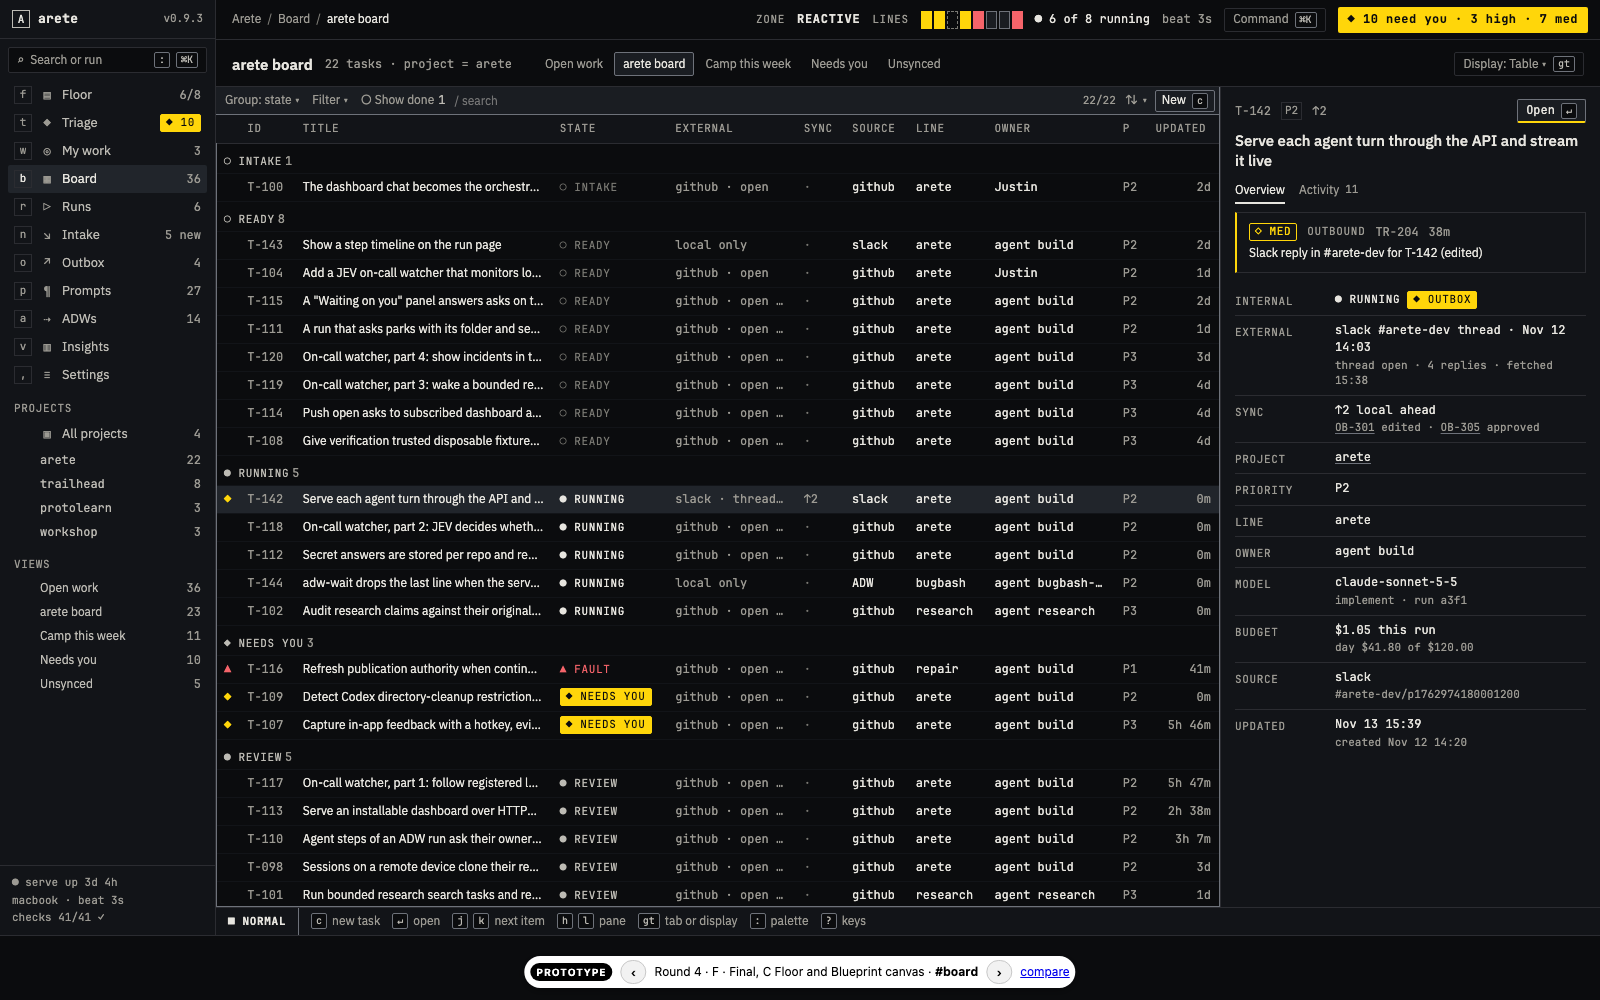 A arete v0.9.3
Arete / Board / arete board
ZONE REACTIVE LINES
6 of 8 running beat 3s
Command ⌘K
◆ 10 need you · 3 high · 7 med
Search or run : ⌘K
f Floor 6/8
t Triage ◆ 10
w My work 3
b Board 36
r Runs 6
n Intake 5 new
o Outbox 4
p Prompts 27
a ADWs 14
v Insights
, Settings
PROJECTS
All projects 4
arete 22
trailhead 8
protolearn 3
workshop 3
VIEWS
Open work 36
arete board 23
Camp this week 11
Needs you 10
Unsynced 5
serve up 3d 4h
macbook · beat 3s
checks 41/41 ✓
arete board 22 tasks · project = arete
Open work arete board Camp this week Needs you Unsynced
Display: Table ▾ gt
Group: state ▾ Filter ▾ Show done 1 / search
22/22 ⇅ ▾ New c
ID TITLE STATE EXTERNAL SYNC SOURCE LINE OWNER P UPDATED
○ INTAKE 1
T-100 The dashboard chat becomes the orchestr… ○ INTAKE github · open · github arete Justin P2 2d
○ READY 8
T-143 Show a step timeline on the run page ○ READY local only · slack arete agent build P2 2d
T-104 Add a JEV on-call watcher that monitors lo… ○ READY github · open · github arete Justin P2 1d
T-115 A "Waiting on you" panel answers asks on t… ○ READY github · open … · github arete agent build P2 2d
T-111 A run that asks parks with its folder and se… ○ READY github · open … · github arete agent build P2 1d
T-120 On-call watcher, part 4: show incidents in t… ○ READY github · open … · github arete agent build P3 3d
T-119 On-call watcher, part 3: wake a bounded re… ○ READY github · open … · github arete agent build P3 4d
T-114 Push open asks to subscribed dashboard a… ○ READY github · open … · github arete agent build P3 4d
T-108 Give verification trusted disposable fixture… ○ READY github · open … · github arete agent build P3 4d
● RUNNING 5
◆ T-142 Serve each agent turn through the API and … ● RUNNING slack · thread… ↑2 slack arete agent build P2 0m
T-118 On-call watcher, part 2: JEV decides wheth… ● RUNNING github · open … · github arete agent build P2 0m
T-112 Secret answers are stored per repo and re… ● RUNNING github · open … · github arete agent build P2 0m
T-144 adw-wait drops the last line when the serv… ● RUNNING local only · ADW bugbash agent bugbash-… P2 0m
T-102 Audit research claims against their original… ● RUNNING github · open … · github research agent research P3 0m
◆ NEEDS YOU 3
▲ T-116 Refresh publication authority when contin… ▲ FAULT github · open … · github repair agent build P1 41m
◆ T-109 Detect Codex directory-cleanup restriction… ◆ NEEDS YOU github · open … · github arete agent build P2 0m
◆ T-107 Capture in-app feedback with a hotkey, evi… ◆ NEEDS YOU github · open … · github arete agent build P3 5h 46m
● REVIEW 5
T-117 On-call watcher, part 1: follow registered l… ● REVIEW github · open … · github arete agent build P2 5h 47m
T-113 Serve an installable dashboard over HTTP… ● REVIEW github · open … · github arete agent build P2 2h 38m
T-110 Agent steps of an ADW run ask their owner… ● REVIEW github · open … · github arete agent build P2 3h 7m
T-098 Sessions on a remote device clone their re… ● REVIEW github · open … · github arete agent build P2 3d
T-101 Run bounded research search tasks and re… ● REVIEW github · open … · github research agent research P3 1d
T-142 P2 ↑2 Open ↵
Serve each agent turn through the API and stream
it live
Overview Activity 11
◇ MED OUTBOUND TR-204 38m
Slack reply in #arete-dev for T-142 (edited)
INTERNAL ● RUNNING ◆ OUTBOX
EXTERNAL slack #arete-dev thread · Nov 12
14:03
thread open · 4 replies · fetched
15:38
SYNC ↑2 local ahead
OB-301 edited · OB-305 approved
PROJECT arete
PRIORITY P2
LINE arete
OWNER agent build
MODEL claude-sonnet-5-5
implement · run a3f1
BUDGET $1.05 this run
day $41.80 of $120.00
SOURCE slack
#arete-dev/p1762974180001200
UPDATED Nov 13 15:39
created Nov 12 14:20
■ NORMAL c new task ↵ open j k next item h l pane gt tab or display : palette ? keys
PROTOTYPE ‹ Round 4 · F · Final, C Floor and Blueprint canvas · #board › compare